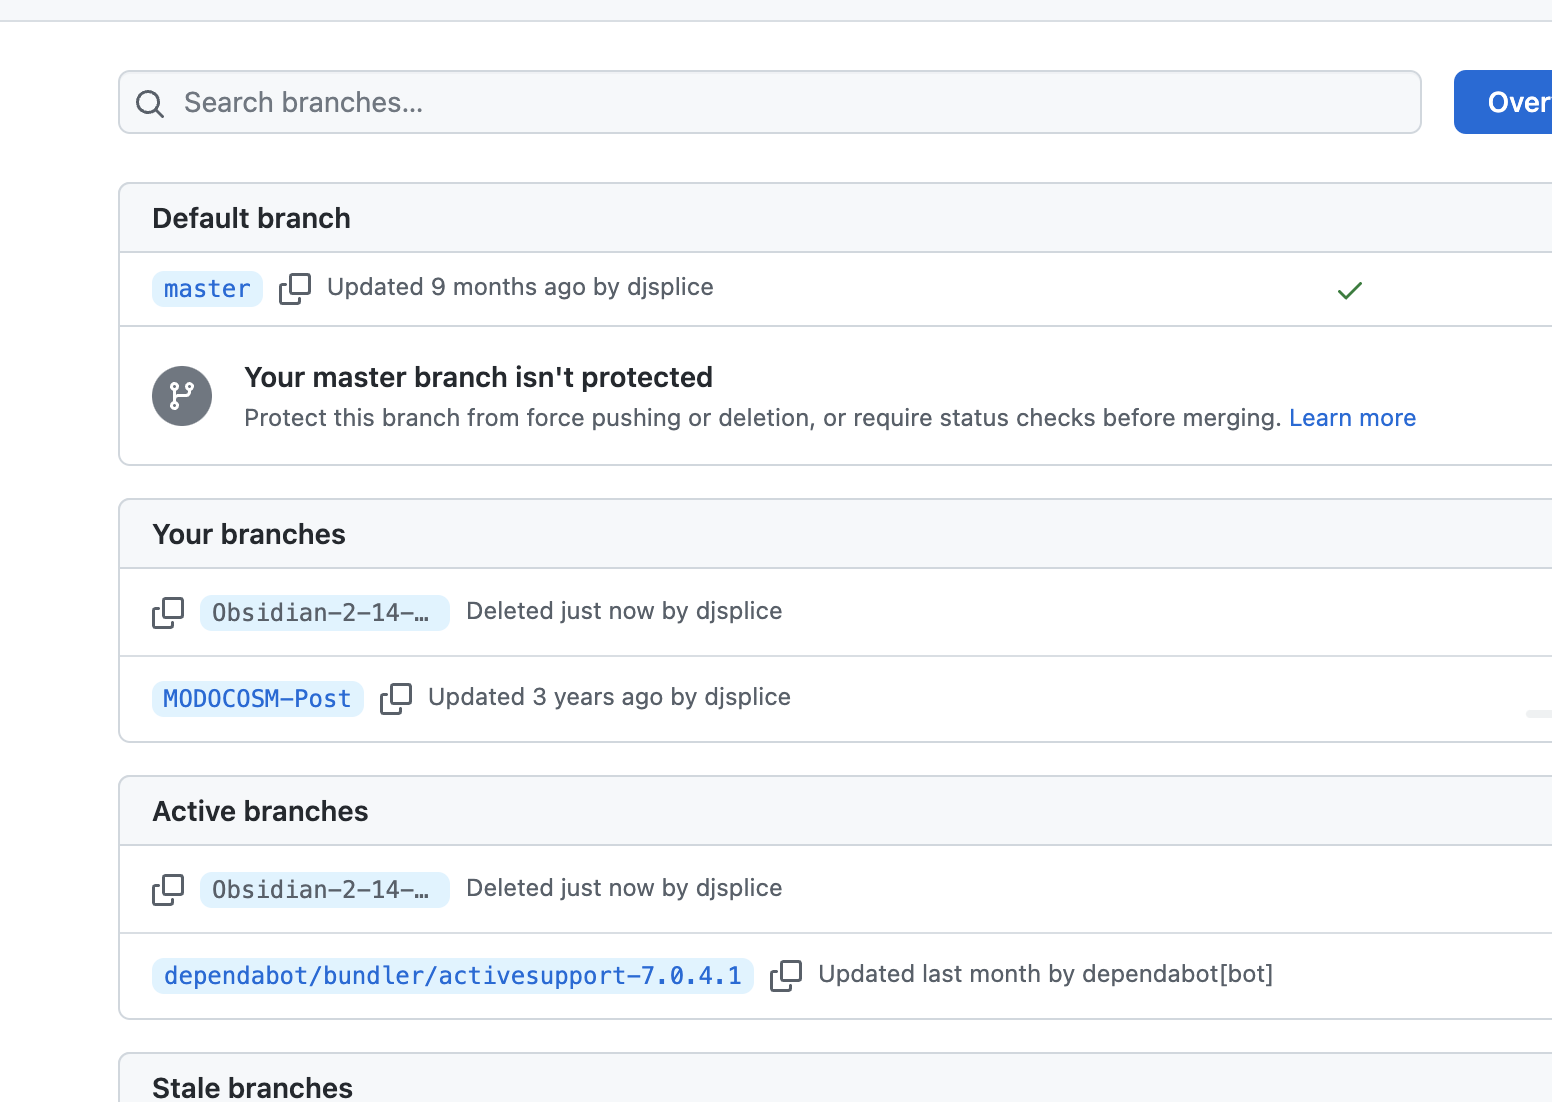 Search branches...
Over
Default branch
master Updated 9 months ago by djsplice
Your master branch isn't protected
Protect this branch from force pushing or deletion, or require status checks before merging. Learn more
Your branches
Obsidian-2-14-… Deleted just now by djsplice
MODOCOSM-Post Updated 3 years ago by djsplice
Active branches
Obsidian-2-14-… Deleted just now by djsplice
dependabot/bundler/activesupport-7.0.4.1 Updated last month by dependabot[bot]
Stale branches